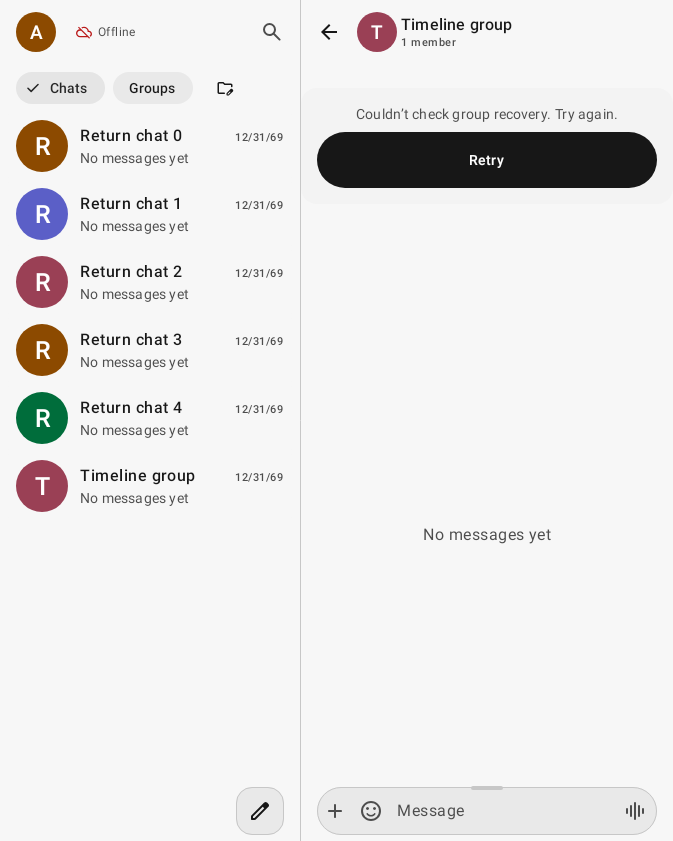 A
Offline
Chats
Groups
R
Return chat 0
12/31/69
No messages yet
R
Return chat 1
12/31/69
No messages yet
R
Return chat 2
12/31/69
No messages yet
R
Return chat 3
12/31/69
No messages yet
R
Return chat 4
12/31/69
No messages yet
T
Timeline group
12/31/69
No messages yet
T
Timeline group
1 member
Couldn’t check group recovery. Try again.
Retry
No messages yet
Message